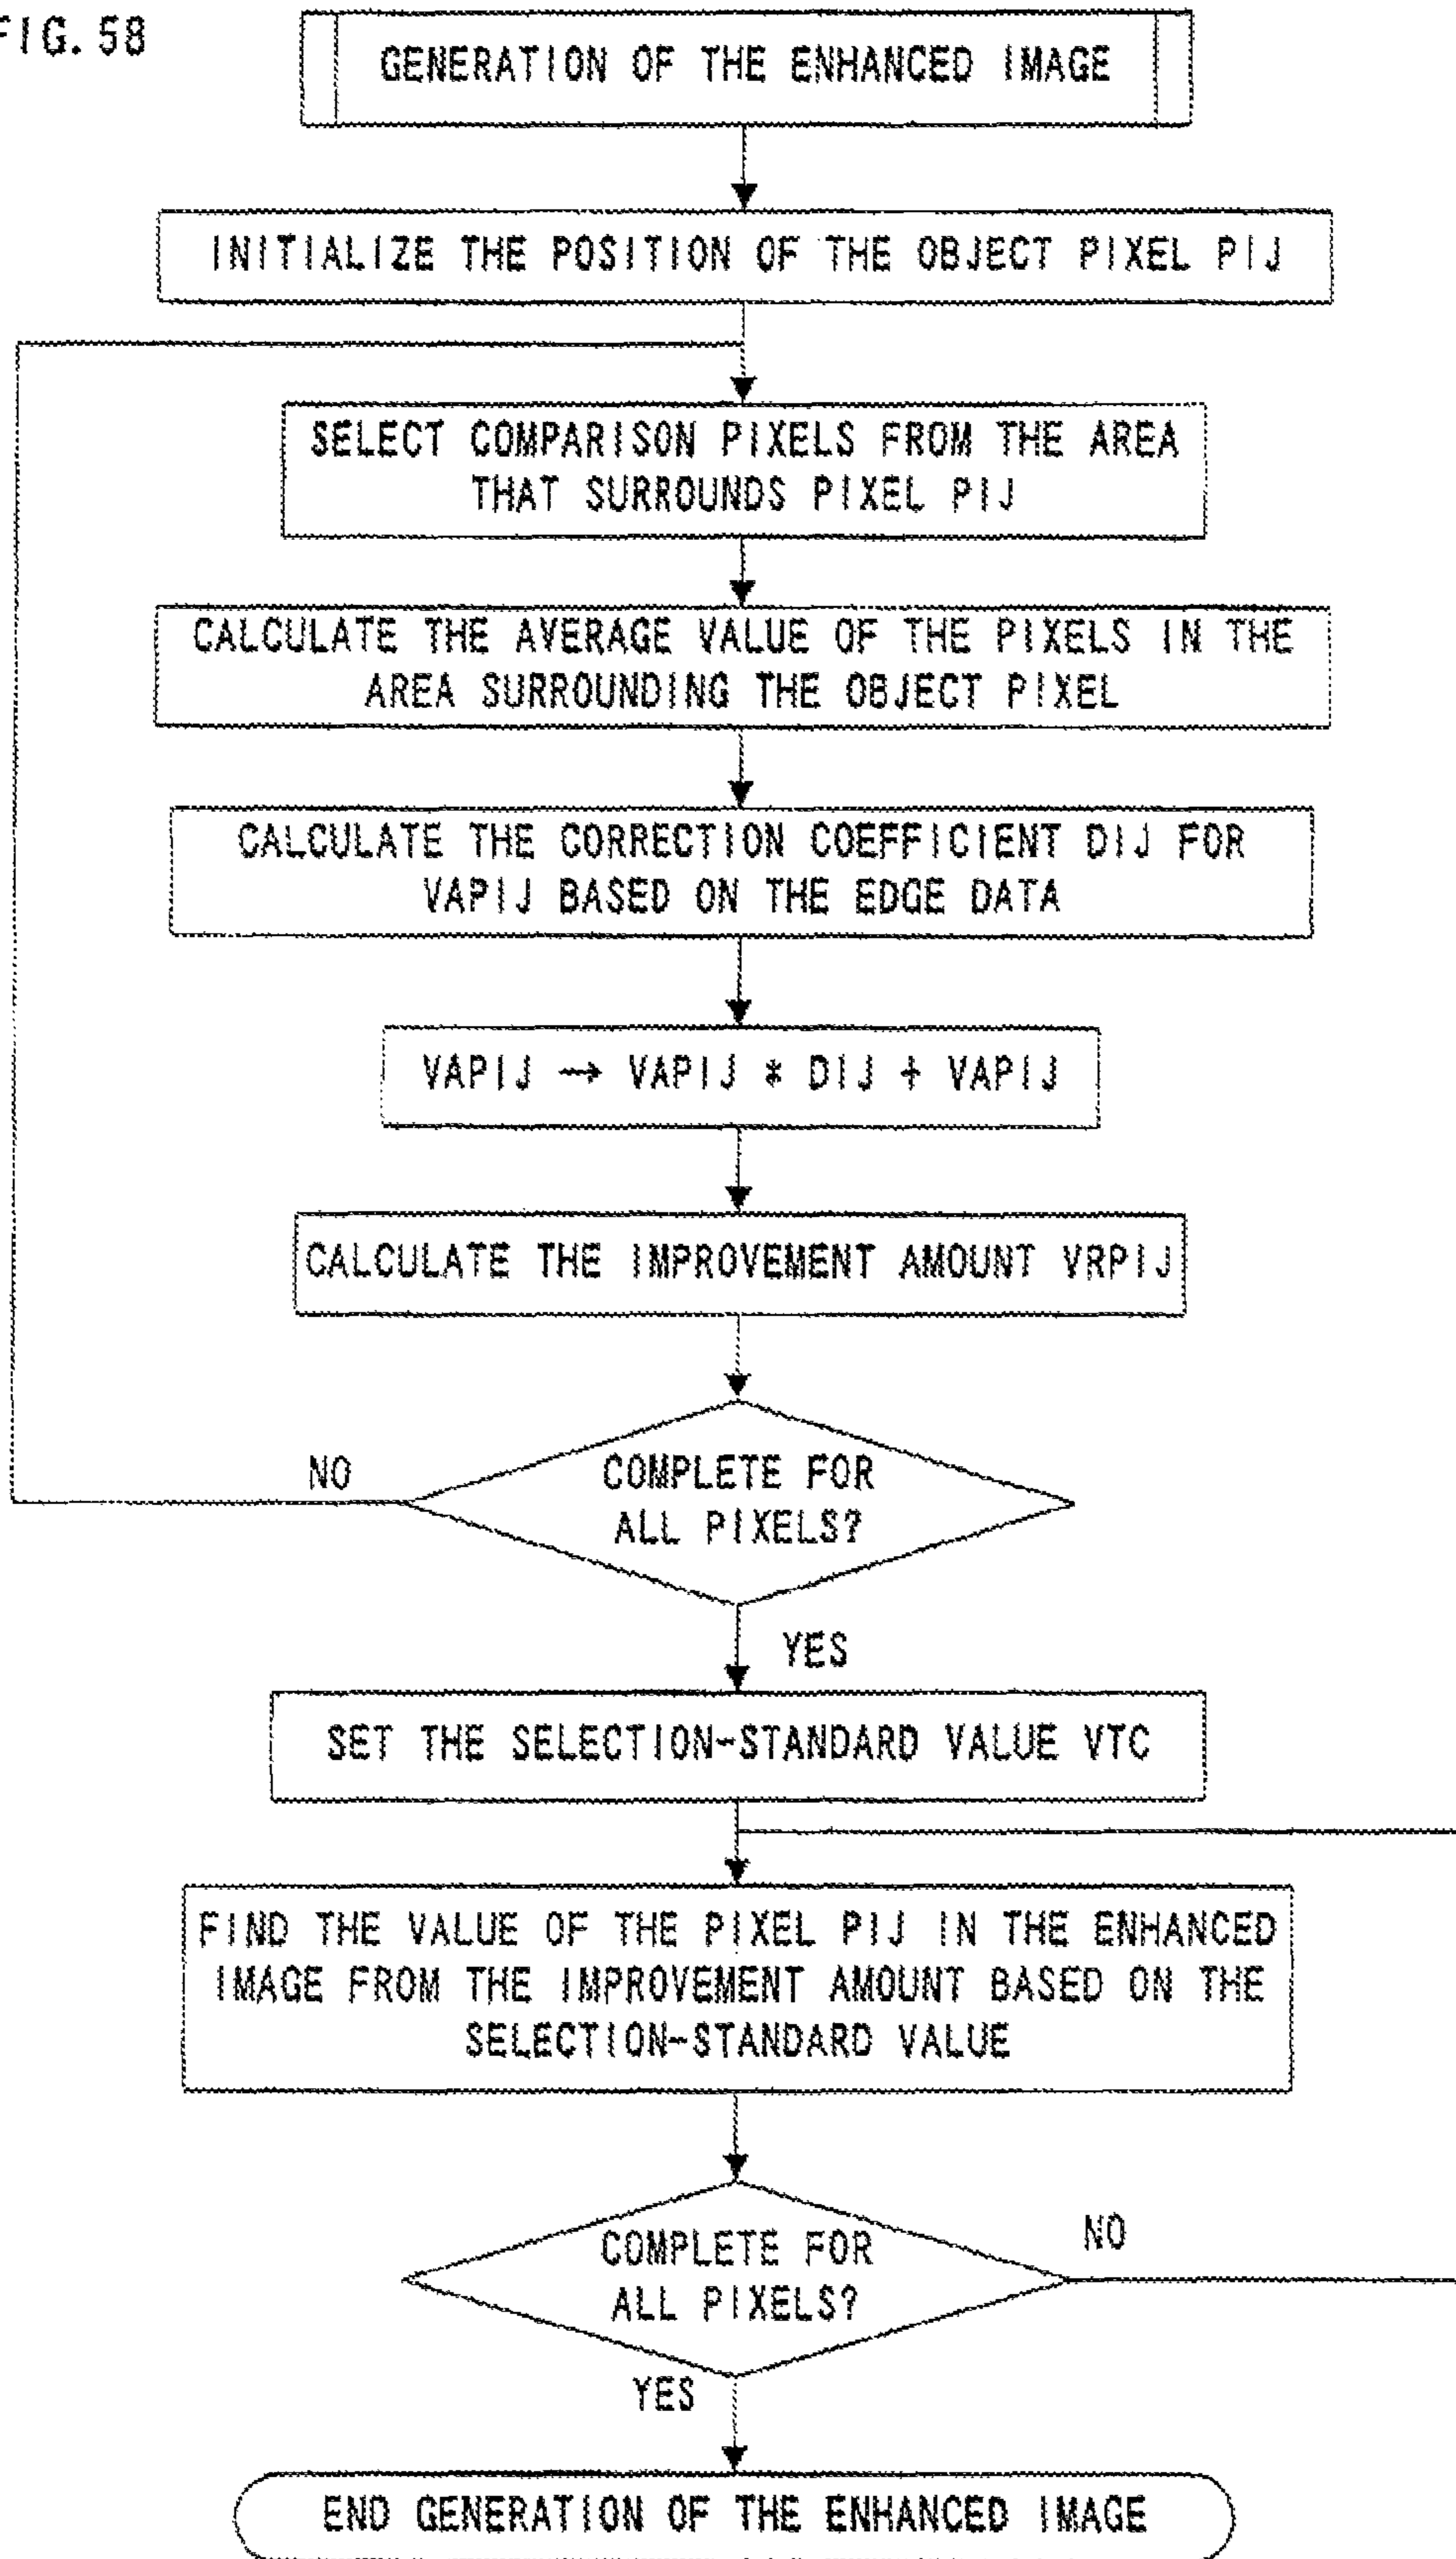 FIG. 58
GENERATION OF THE ENHANCED IMAGE
INITIALIZE THE POSITION OF THE OBJECT PIXEL PIJ
SELECT COMPARISON PIXELS FROM THE AREA
THAT SURROUNDS PIXEL PIJ
CALCULATE THE AVERAGE VALUE OF THE PIXELS IN THE
AREA SURROUNDING THE OBJECT PIXEL
CALCULATE THE CORRECTION COEFFICIENT DIJ FOR
VAPIJ BASED ON THE EDGE DATA
VAPIJ → VAPIJ * DIJ + VAPIJ
CALCULATE THE IMPROVEMENT AMOUNT VRPIJ
COMPLETE FOR
ALL PIXELS?
NO
YES
SET THE SELECTION-STANDARD VALUE VTC
FIND THE VALUE OF THE PIXEL PIJ IN THE ENHANCED
IMAGE FROM THE IMPROVEMENT AMOUNT BASED ON THE
SELECTION-STANDARD VALUE
COMPLETE FOR
ALL PIXELS?
NO
YES
END GENERATION OF THE ENHANCED IMAGE